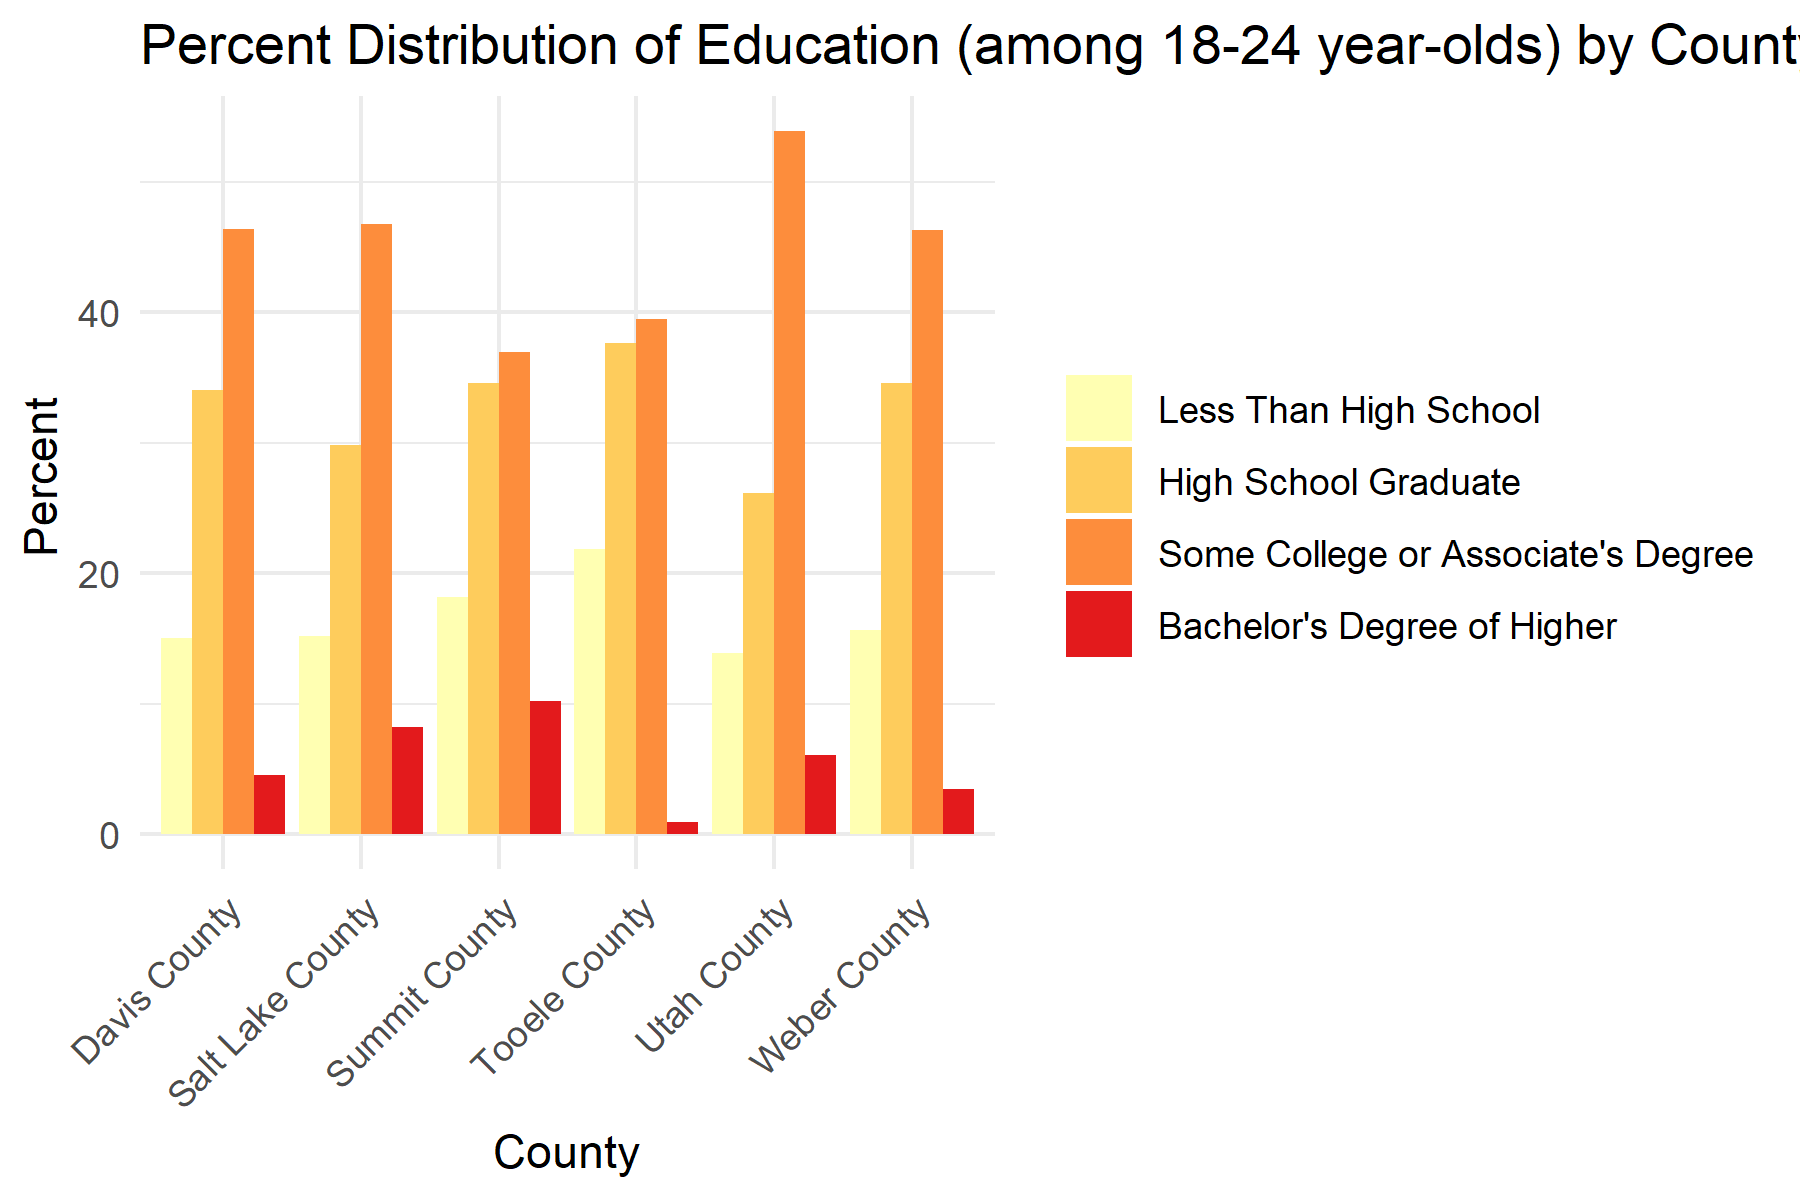 Percent Distribution of Education (among 18-24 year-olds) by County
Percent
40
20
0
Less Than High School
High School Graduate
Some College or Associate's Degree
Bachelor's Degree of Higher
Davis County
Salt Lake County
Summit County
Tooele County
Utah County
Weber County
County